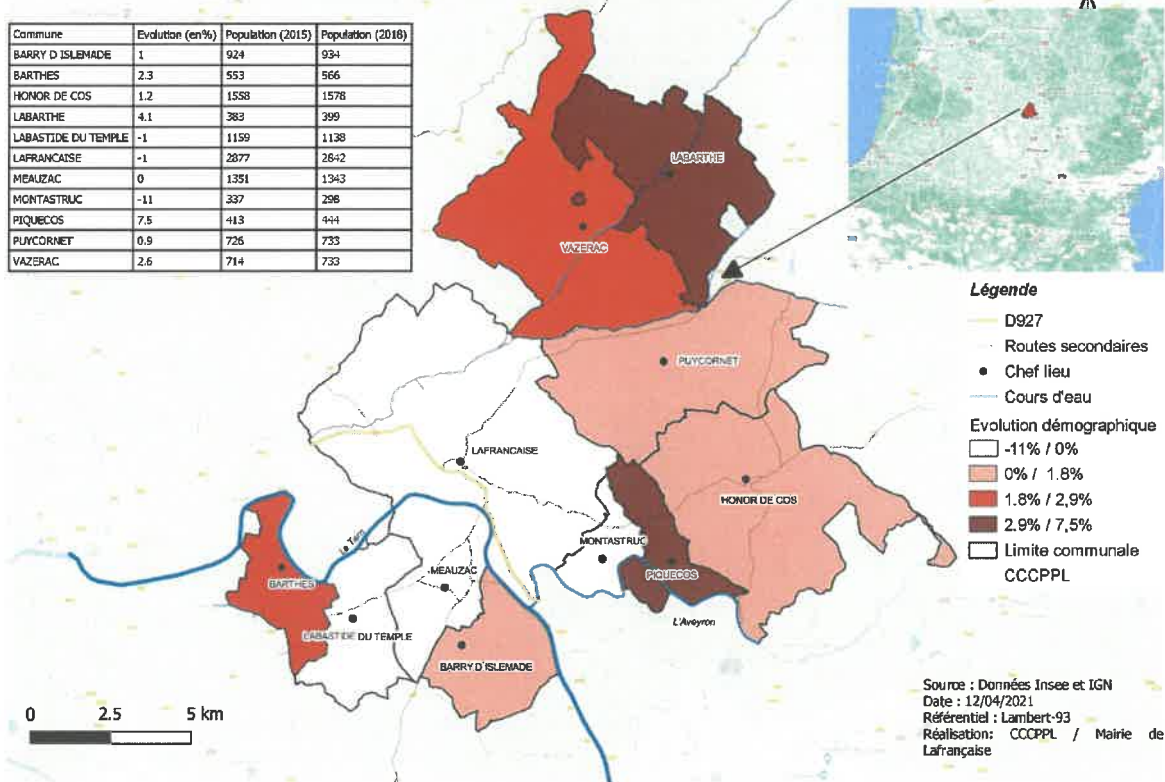 Commune Evolution (en%) Population (2015) Population (2018)
BARRY D ISLEMADE 1 924 934
BARTHES 2.3 553 566
HONOR DE COS 1.2 1558 1578
LABARTHE 4.1 383 399
LABASTIDE DU TEMPLE -1 1159 1138
LAFRANCAISE -1 2877 2842
MEAUZAC 0 1351 1343
MONTASTRUC -11 337 298
PIQUECOS 7.5 413 444
PUYCORNET 0.9 726 733
VAZERAC 2.6 714 733
LABARTHE
VAZERAC
PUYCORNET
LAFRANCAISE
HONOR DE COS
MONTASTRUC
Le Tarn
MEAUZAC
PIQUECOS
BARTHES
L'Aveyron
LABASTIDE DU TEMPLE
BARRY D'ISLEMADE
Légende
D927
Routes secondaires
Chef lieu
Cours d'eau
Evolution démographique
-11% / 0%
0% / 1.8%
1.8% / 2,9%
2.9% / 7,5%
Limite communale
CCCPPL
0 2.5 5 km
Source : Données Insee et IGN
Date : 12/04/2021
Référentiel : Lambert-93
Réalisation: CCCPPL / Mairie de
Lafrançaise